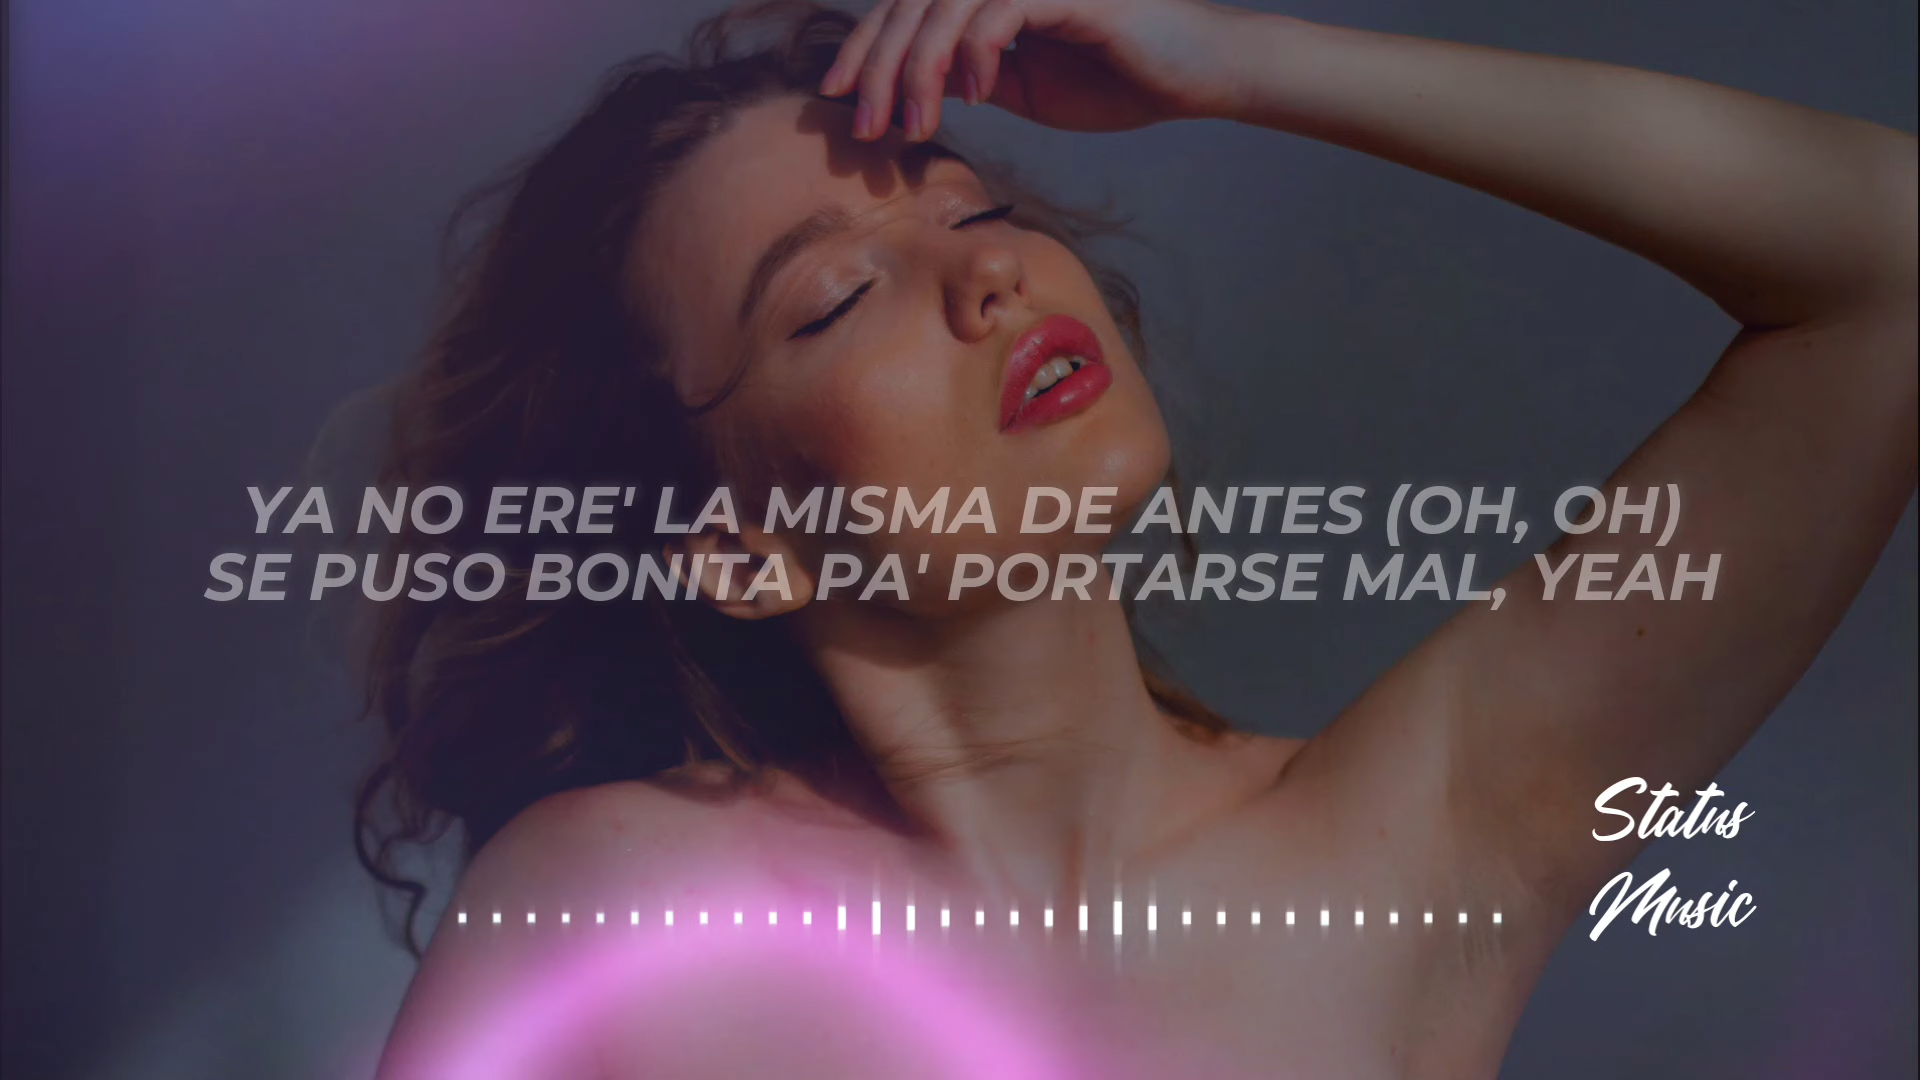 YA NO ERE' LA MISMA DE ANTES (OH, OH)
SE PUSO BONITA PA' PORTARSE MAL, YEAH
Status
Music